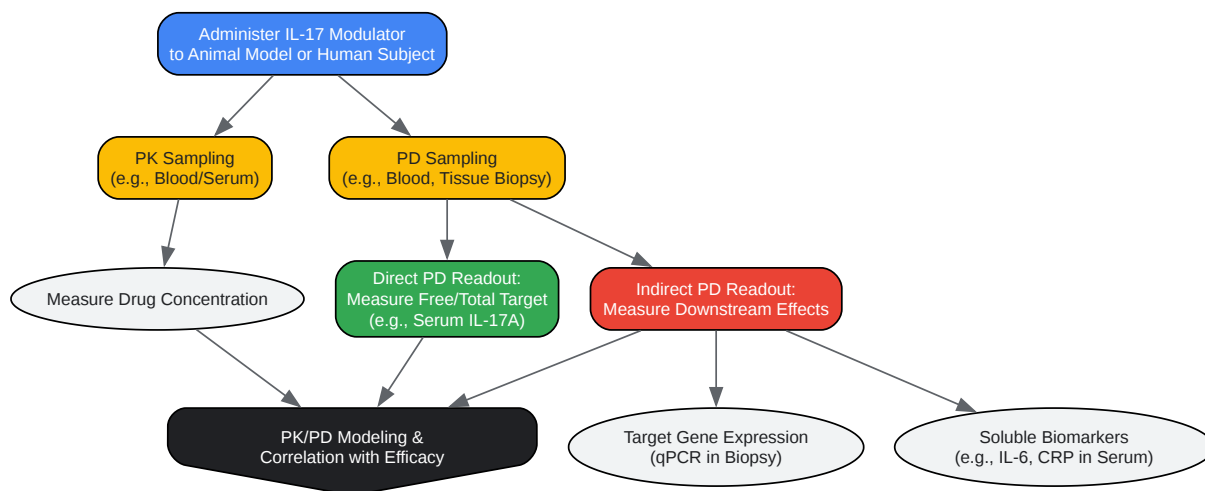 Administer IL-17 Modulator
to Animal Model or Human Subject
PK Sampling
(e.g., Blood/Serum)
PD Sampling
(e.g., Blood, Tissue Biopsy)
Measure Drug Concentration
Direct PD Readout:
Measure Free/Total Target
(e.g., Serum IL-17A)
Indirect PD Readout:
Measure Downstream Effects
PK/PD Modeling &
Correlation with Efficacy
Target Gene Expression
(qPCR in Biopsy)
Soluble Biomarkers
(e.g., IL-6, CRP in Serum)